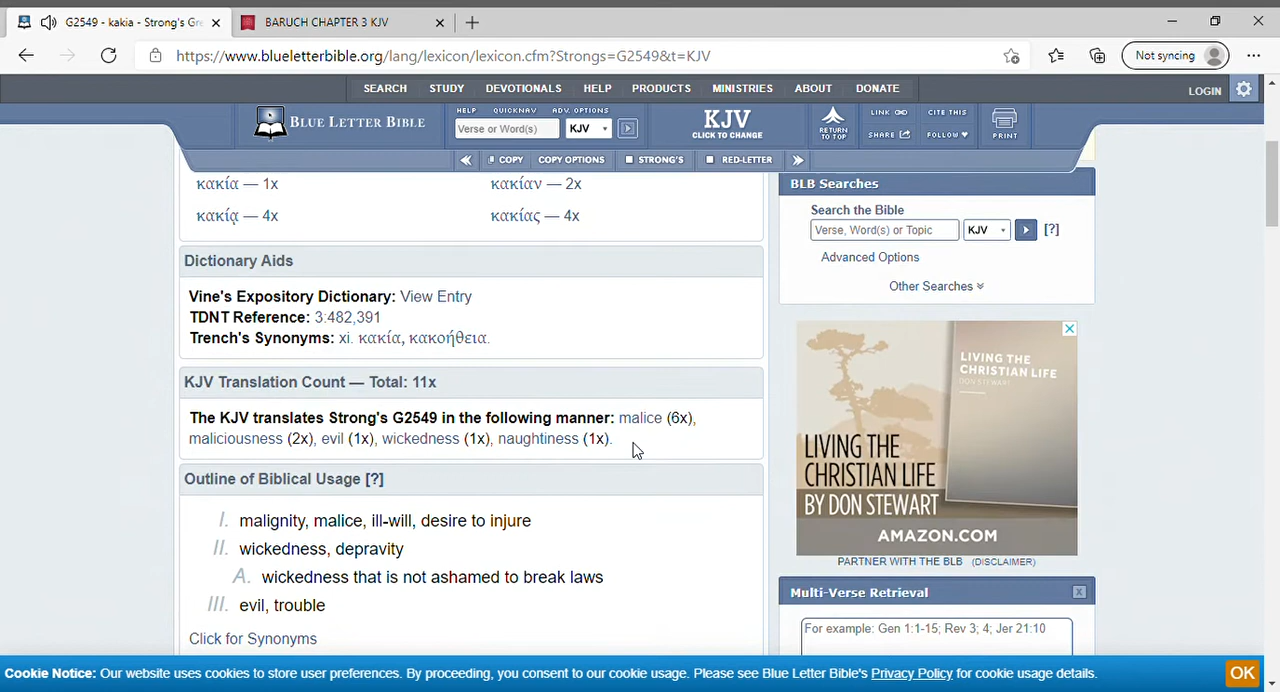 G2549 - kakia - Strong's Gre
BARUCH CHAPTER 3 KJV
https://www.blueletterbible.org/lang/lexicon/lexicon.cfm?Strongs=G2549&t=KJV
Not syncing
SEARCH STUDY DEVOTIONALS HELP PRODUCTS MINISTRIES ABOUT DONATE
LOGIN
BLUE LETTER BIBLE
HELP QUICKNAV ADV. OPTIONS
Verse or Word(s) KJV
KJV
CLICK TO CHANGE
RETURN
TO TOP
LINK CITE THIS
SHARE FOLLOW
PRINT
COPY COPY OPTIONS STRONG'S RED-LETTER
κακία — 1x κακίαν — 2x
κακίᾳ — 4x κακίας — 4x
Dictionary Aids
Vine's Expository Dictionary: View Entry
TDNT Reference: 3:482,391
Trench's Synonyms: xi. κακία, κακοήθεια.
KJV Translation Count — Total: 11x
The KJV translates Strong's G2549 in the following manner: malice (6x),
maliciousness (2x), evil (1x), wickedness (1x), naughtiness (1x).
Outline of Biblical Usage [?]
I. malignity, malice, ill-will, desire to injure
II. wickedness, depravity
A. wickedness that is not ashamed to break laws
III. evil, trouble
Click for Synonyms
BLB Searches
Search the Bible
Verse, Word(s) or Topic KJV [?]
Advanced Options
Other Searches
LIVING THE
CHRISTIAN LIFE
DON STEWART
LIVING THE
CHRISTIAN LIFE
BY DON STEWART
AMAZON.COM
PARTNER WITH THE BLB (DISCLAIMER)
Multi-Verse Retrieval x
For example: Gen 1:1-15; Rev 3; 4; Jer 21:10
Cookie Notice: Our website uses cookies to store user preferences. By proceeding, you consent to our cookie usage. Please see Blue Letter Bible's Privacy Policy for cookie usage details.
OK